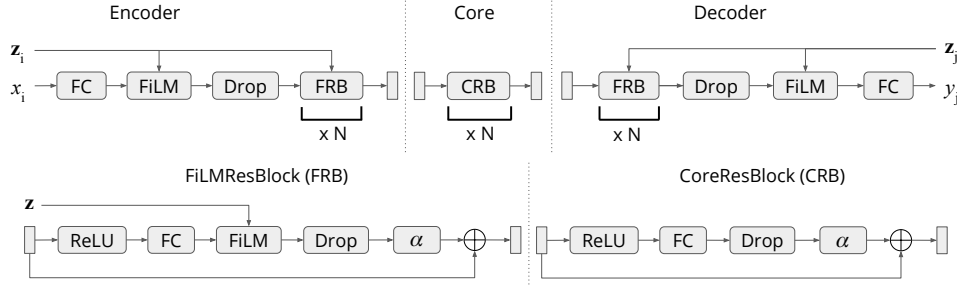 Encoder Core Decoder
z_i z_j
x_i FC FiLM Drop FRB CRB FRB Drop FiLM FC y_j
x N x N x N
FiLMResBlock (FRB) CoreResBlock (CRB)
z
ReLU FC FiLM Drop α ReLU FC Drop α